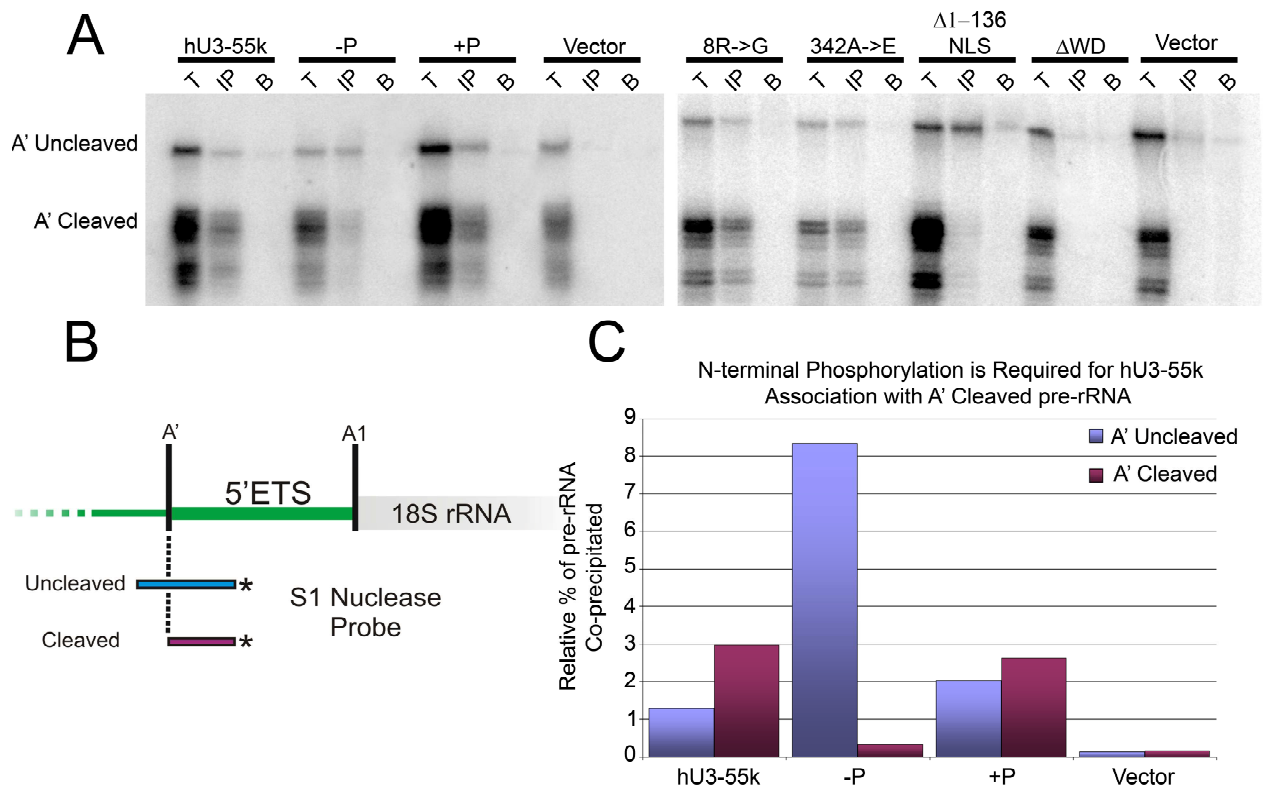 A
hU3-55k
-P
+P
Vector
T IP B T IP B T IP B T IP B
8R->G
342A->E
Δ1–136
NLS
ΔWD
Vector
T IP B T IP B T IP B T IP B T IP B
A’ Uncleaved
A’ Cleaved
B
A’
A1
5’ETS
18S rRNA
Uncleaved
*
Cleaved
*
S1 Nuclease
Probe
C
N-terminal Phosphorylation is Required for hU3-55k
Association with A’ Cleaved pre-rRNA
Relative % of pre-rRNA
Co-precipitated
9
8
7
6
5
4
3
2
1
0
A’ Uncleaved
A’ Cleaved
hU3-55k
-P
+P
Vector